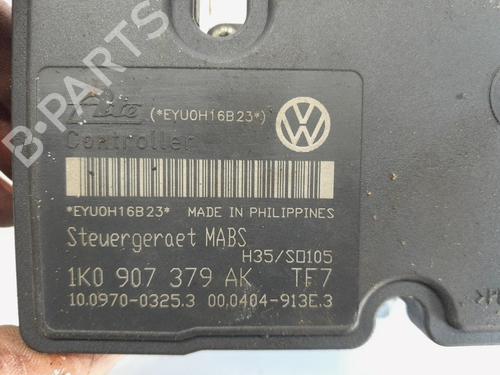 Ate (*EYU0H16B23*)
Controller
*EYU0H16B23* MADE IN PHILIPPINES
Steuergeraet MABS
H35/S0105
1K0 907 379 AK TF7
10.0970-0325.3 00.0404-913E.3
B-PARTS
B-PARTS